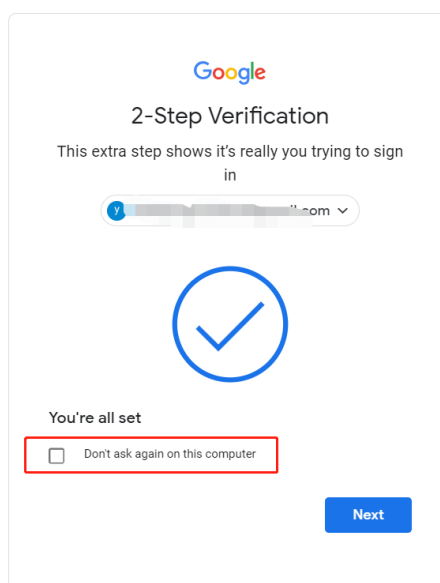 Google
2-Step Verification
This extra step shows it's really you trying to sign
in
y .com
You're all set
Don't ask again on this computer
Next